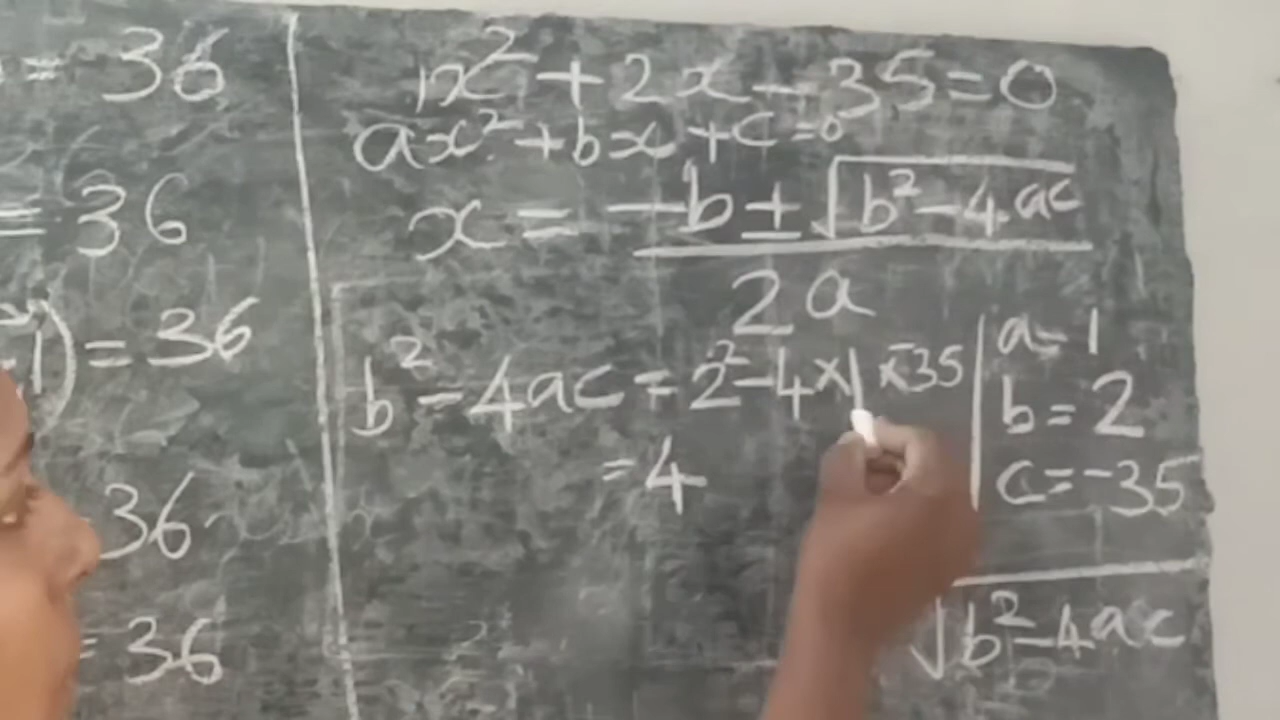 = 36
= 36
) = 36
36
= 36
1x² + 2x - 35 = 0
ax² + bx + c = 0
x = -b ± √b² - 4ac
2a
b² - 4ac = 2² - 4 × 1 × -35
= 4
a = 1
b = 2
c = -35
√b² - 4ac